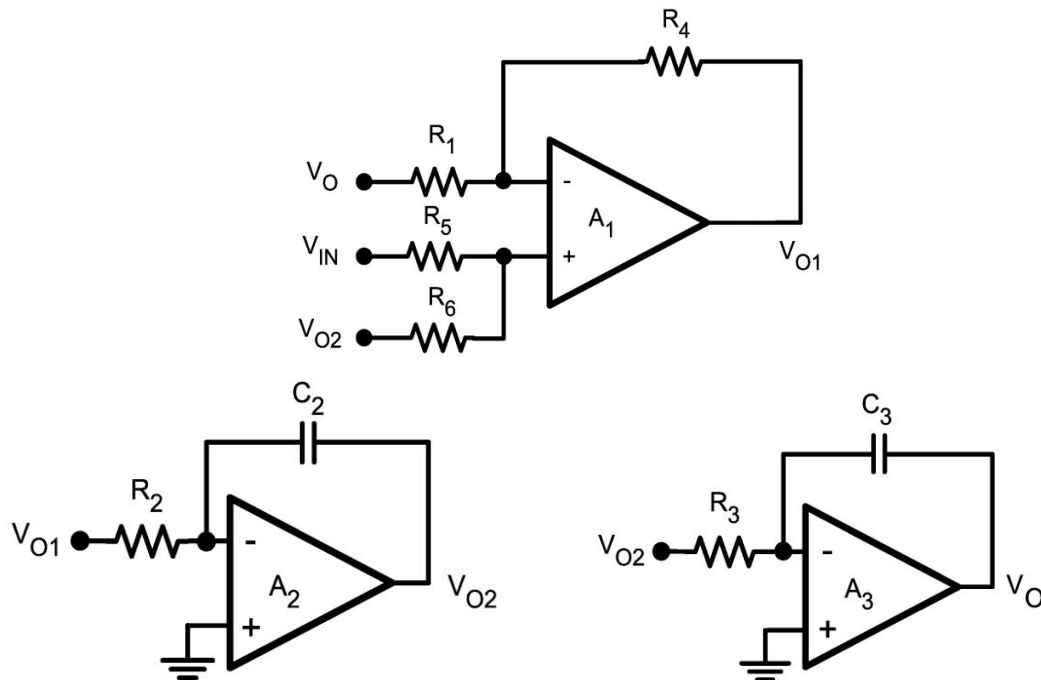 R4
R1
VO
-
R5
A1
VIN
+
VO1
R6
VO2
C2
C3
R2
R3
VO1
-
VO2
-
A2
A3
VO2
VO
+
+